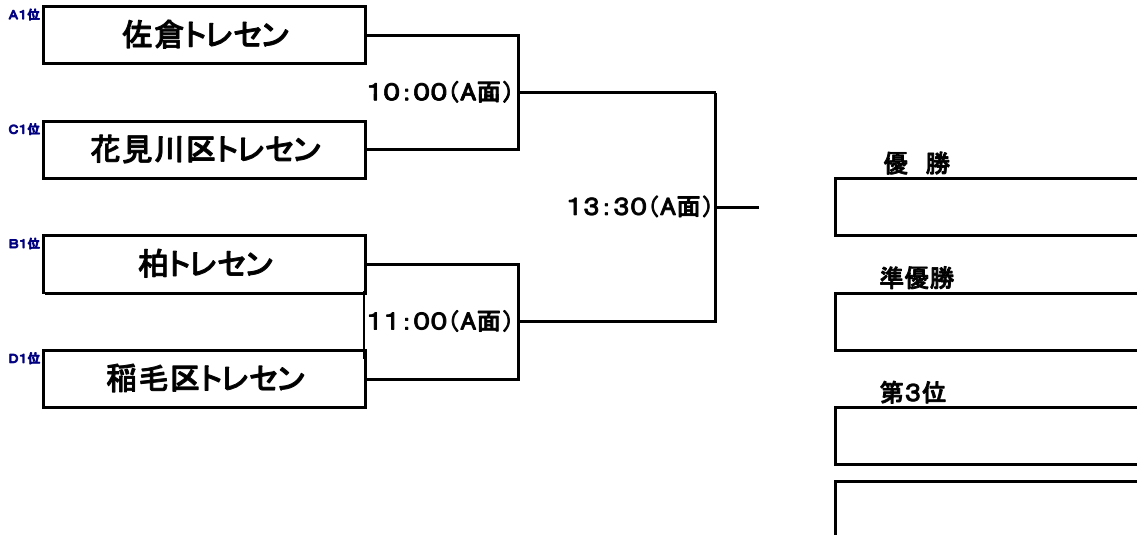 A1位
佐倉トレセン
10:00(A面)
C1位
花見川区トレセン
優 勝
13:30(A面)
B1位
柏トレセン
準優勝
11:00(A面)
D1位
稲毛区トレセン
第3位